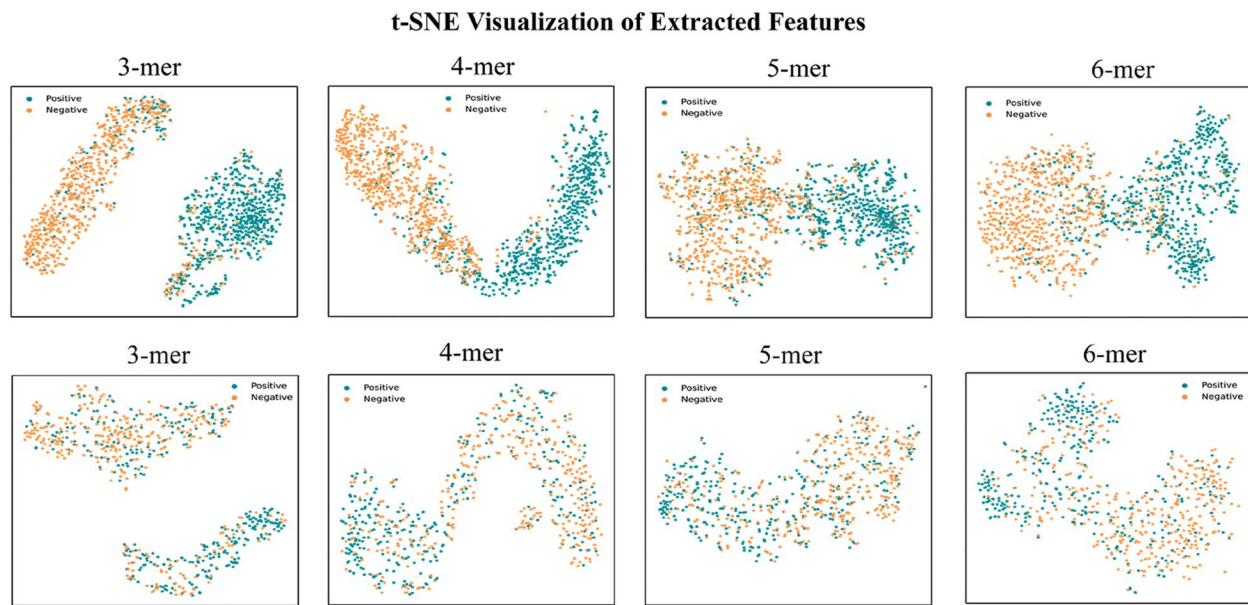 t-SNE Visualization of Extracted Features
3-mer
4-mer
5-mer
6-mer
Positive
Negative
Positive
Negative
Positive
Negative
Positive
Negative
3-mer
4-mer
5-mer
6-mer
Positive
Negative
Positive
Negative
Positive
Negative
Positive
Negative